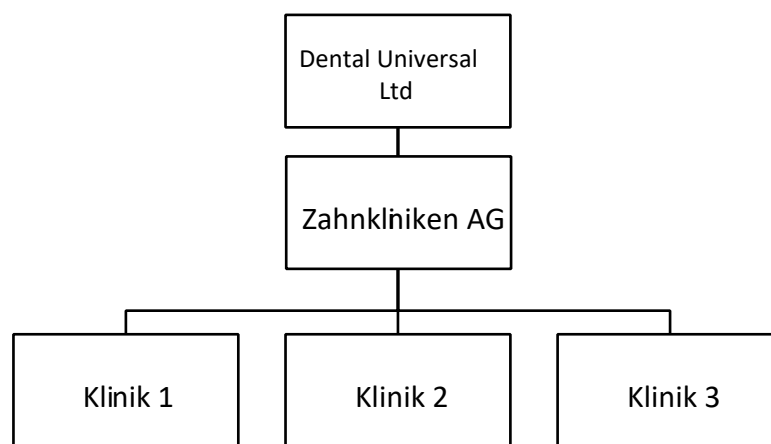 Dental Universal
Ltd
Zahnkliniken AG
Klinik 1
Klinik 2
Klinik 3